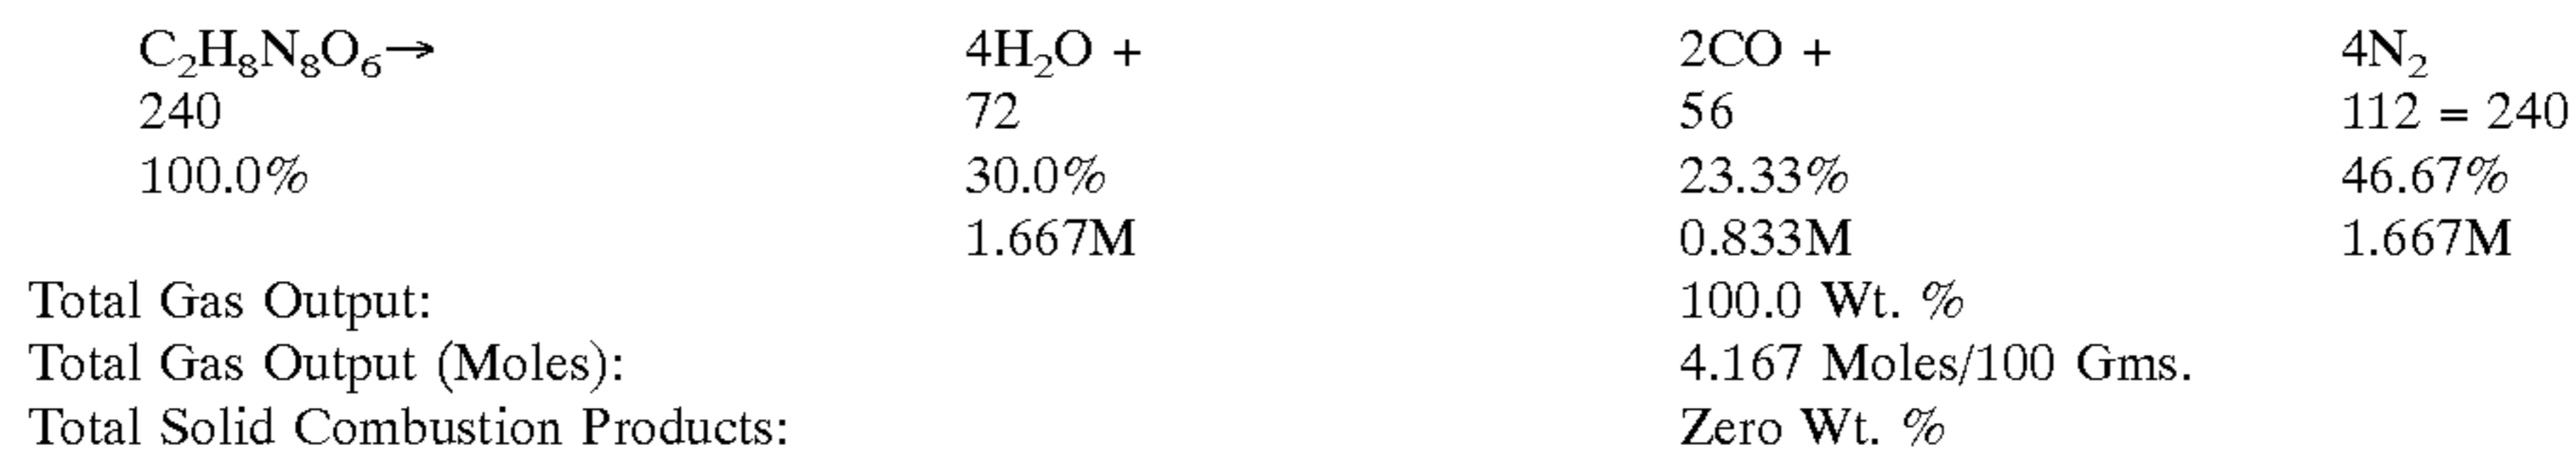 C₂H₈N₈O₆→ 4H₂O + 2CO + 4N₂
240 72 56 112 = 240
100.0% 30.0% 23.33% 46.67%
1.667M 0.833M 1.667M
Total Gas Output: 100.0 Wt. %
Total Gas Output (Moles): 4.167 Moles/100 Gms.
Total Solid Combustion Products: Zero Wt. %